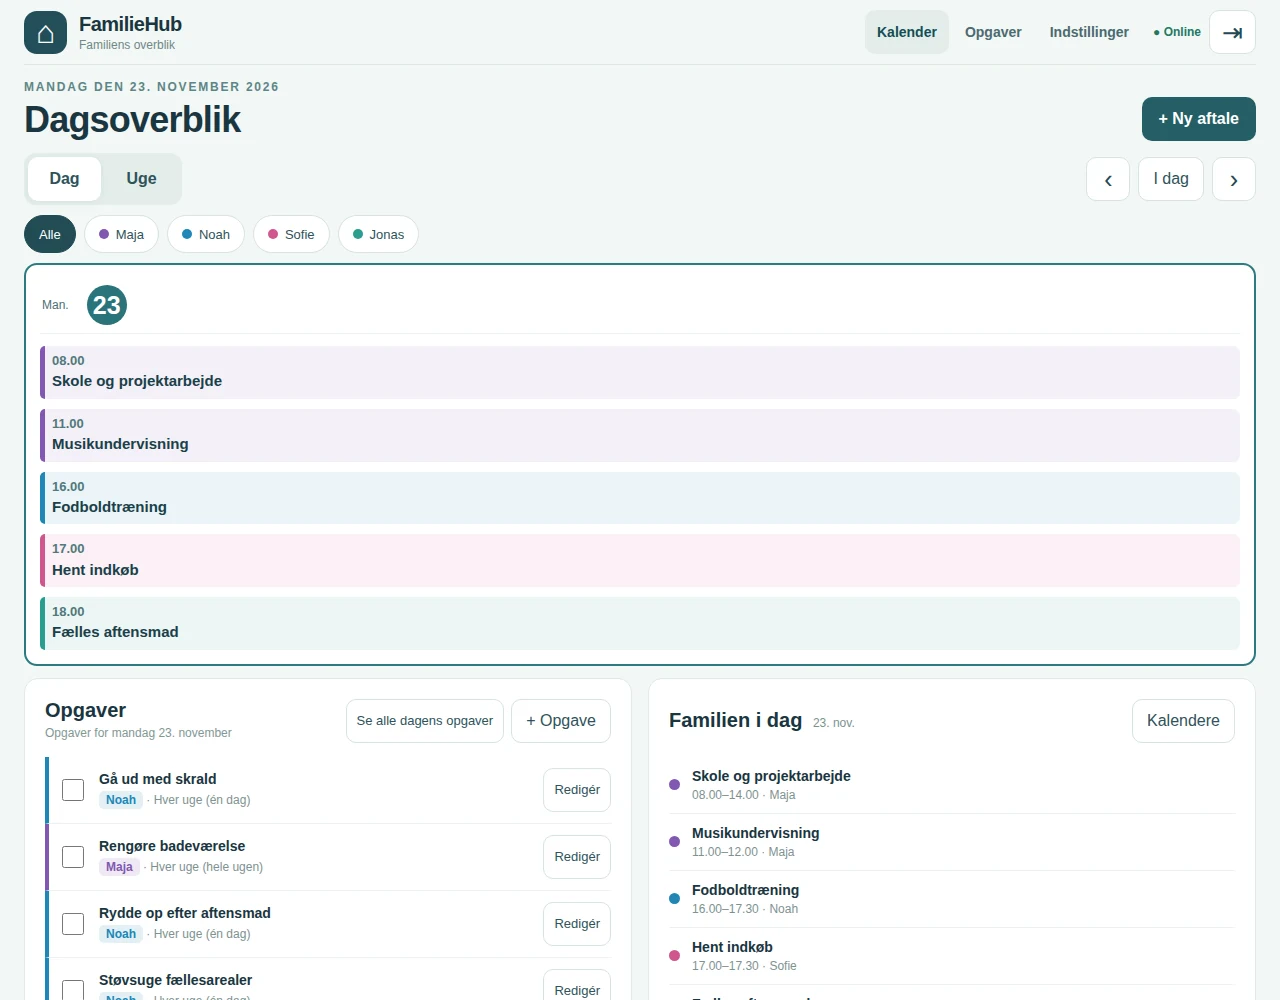 FamilieHub
Familiens overblik
Kalender
Opgaver
Indstillinger
● Online
⇥
MANDAG DEN 23. NOVEMBER 2026
Dagsoverblik
+ Ny aftale
Dag
Uge
‹
I dag
›
Alle
Maja
Noah
Sofie
Jonas
Man. 23
08.00
Skole og projektarbejde
11.00
Musikundervisning
16.00
Fodboldtræning
17.00
Hent indkøb
18.00
Fælles aftensmad
Opgaver
Opgaver for mandag 23. november
Se alle dagens opgaver
+ Opgave
Gå ud med skrald
Noah · Hver uge (én dag)
Redigér
Rengøre badeværelse
Maja · Hver uge (hele ugen)
Redigér
Rydde op efter aftensmad
Noah · Hver uge (én dag)
Redigér
Støvsuge fællesarealer
Noah · Hver uge (én dag)
Redigér
Familien i dag 23. nov.
Kalendere
Skole og projektarbejde
08.00–14.00 · Maja
Musikundervisning
11.00–12.00 · Maja
Fodboldtræning
16.00–17.30 · Noah
Hent indkøb
17.00–17.30 · Sofie